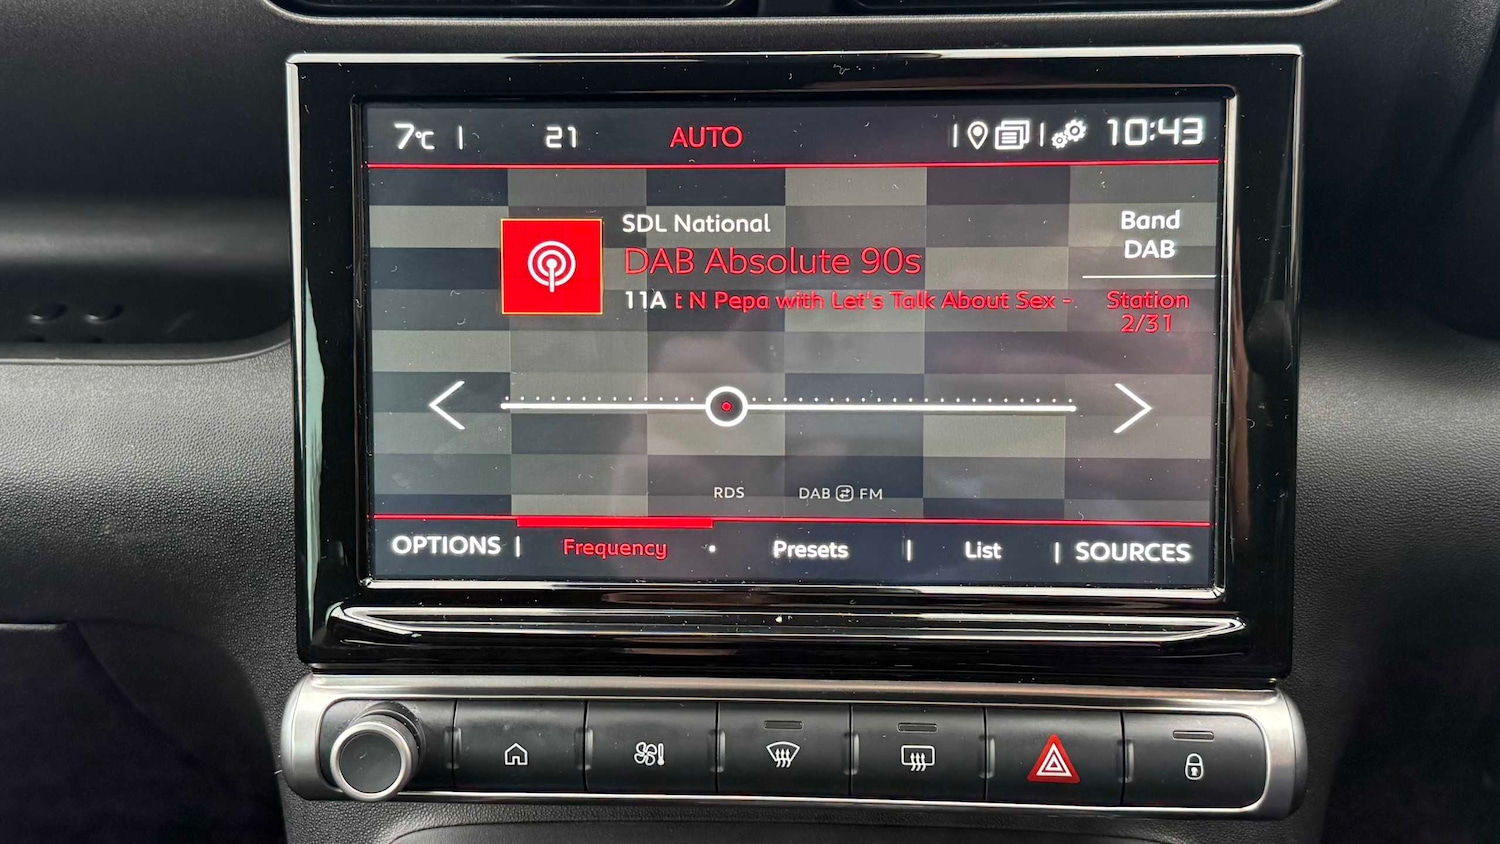 7°C | 21 AUTO | | 10:43
SDL National
DAB Absolute 90s
11A t N Pepa with Let's Talk About Sex -
Band
DAB
Station
2/31
RDS DAB FM
OPTIONS | Frequency • Presets | List | SOURCES